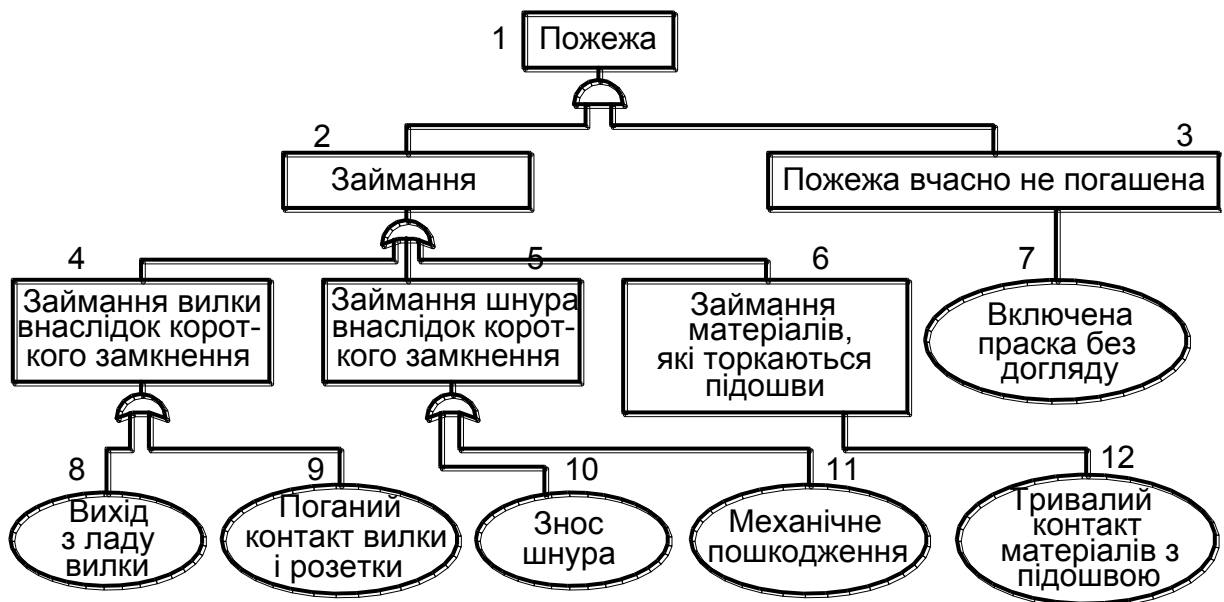 1
Пожежа
2
Займання
3
Пожежа вчасно не погашена
4
Займання вилки
внаслідок корот-
кого замкнення
5
Займання шнура
внаслідок корот-
кого замкнення
6
Займання
матеріалів,
які торкаються
підошви
7
Включена
праска без
догляду
8
Вихід
з ладу
вилки
9
Поганий
контакт вилки
і розетки
10
Знос
шнура
11
Механічне
пошкодження
12
Тривалий
контакт
матеріалів з
підошвою